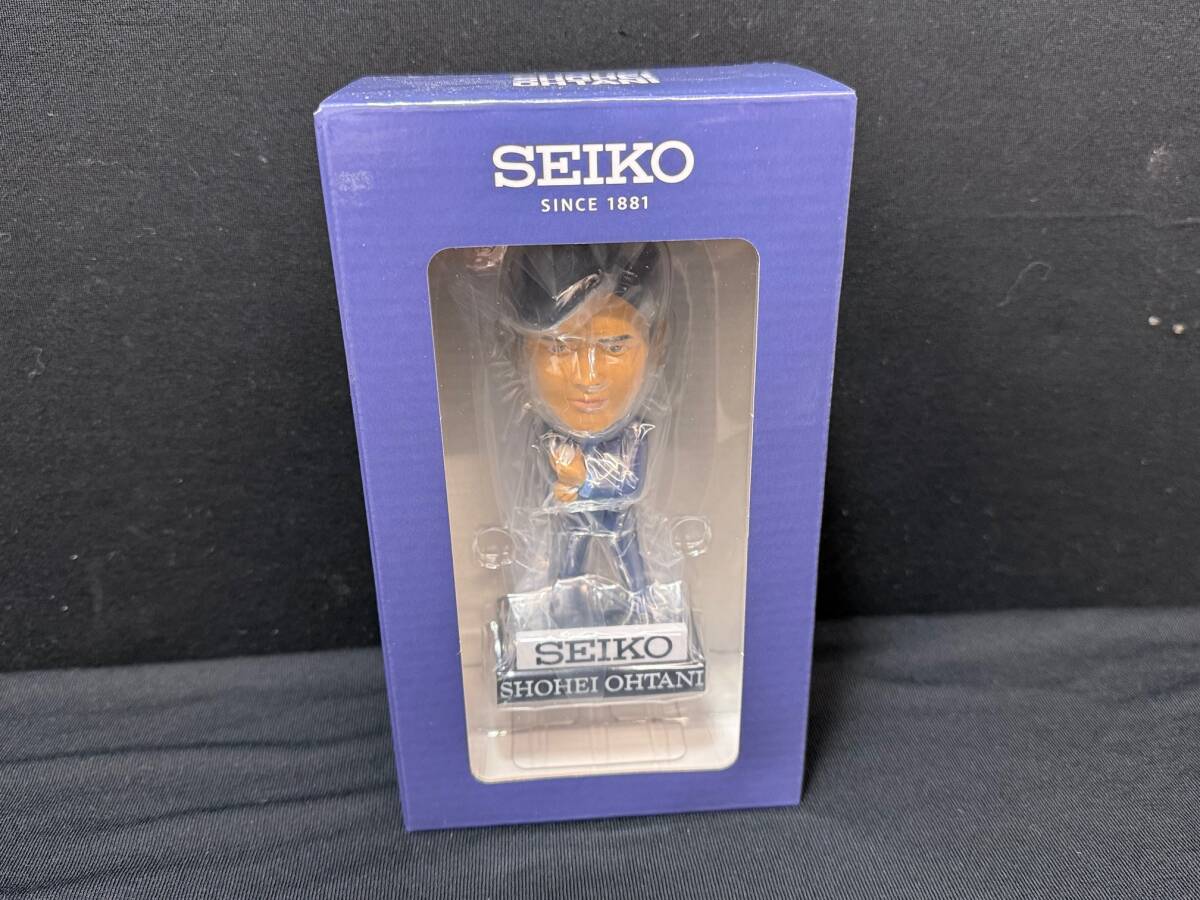 SEIKO
SINCE 1881
SEIKO
SHOHEI OHTANI